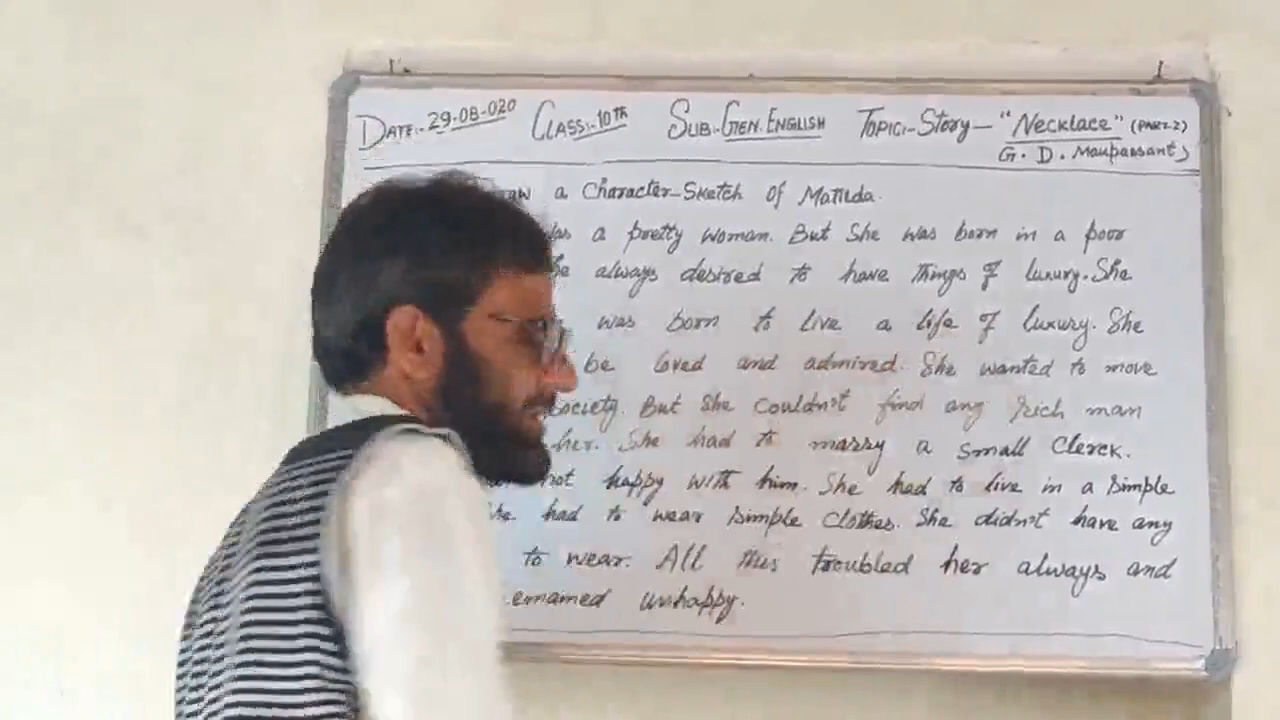 DATE:- 29-08-020 CLASS:-10TH SUB:-GEN.ENGLISH TOPIC:-Story- "Necklace" (PART-2)
G. D. Maupassant)
a Character-Sketch of Matilda.
a pretty woman. But She was born in a poor
always desired to have things of luxury. She
was born to live a life of luxury. She
be loved and admired. She wanted to move
Society. But She couldn't find any rich man
her. She had to marry a small Clerck.
not happy with him. She had to live in a simple
had to wear simple clothes. She didn't have any
to wear. All this troubled her always and
emained unhappy.